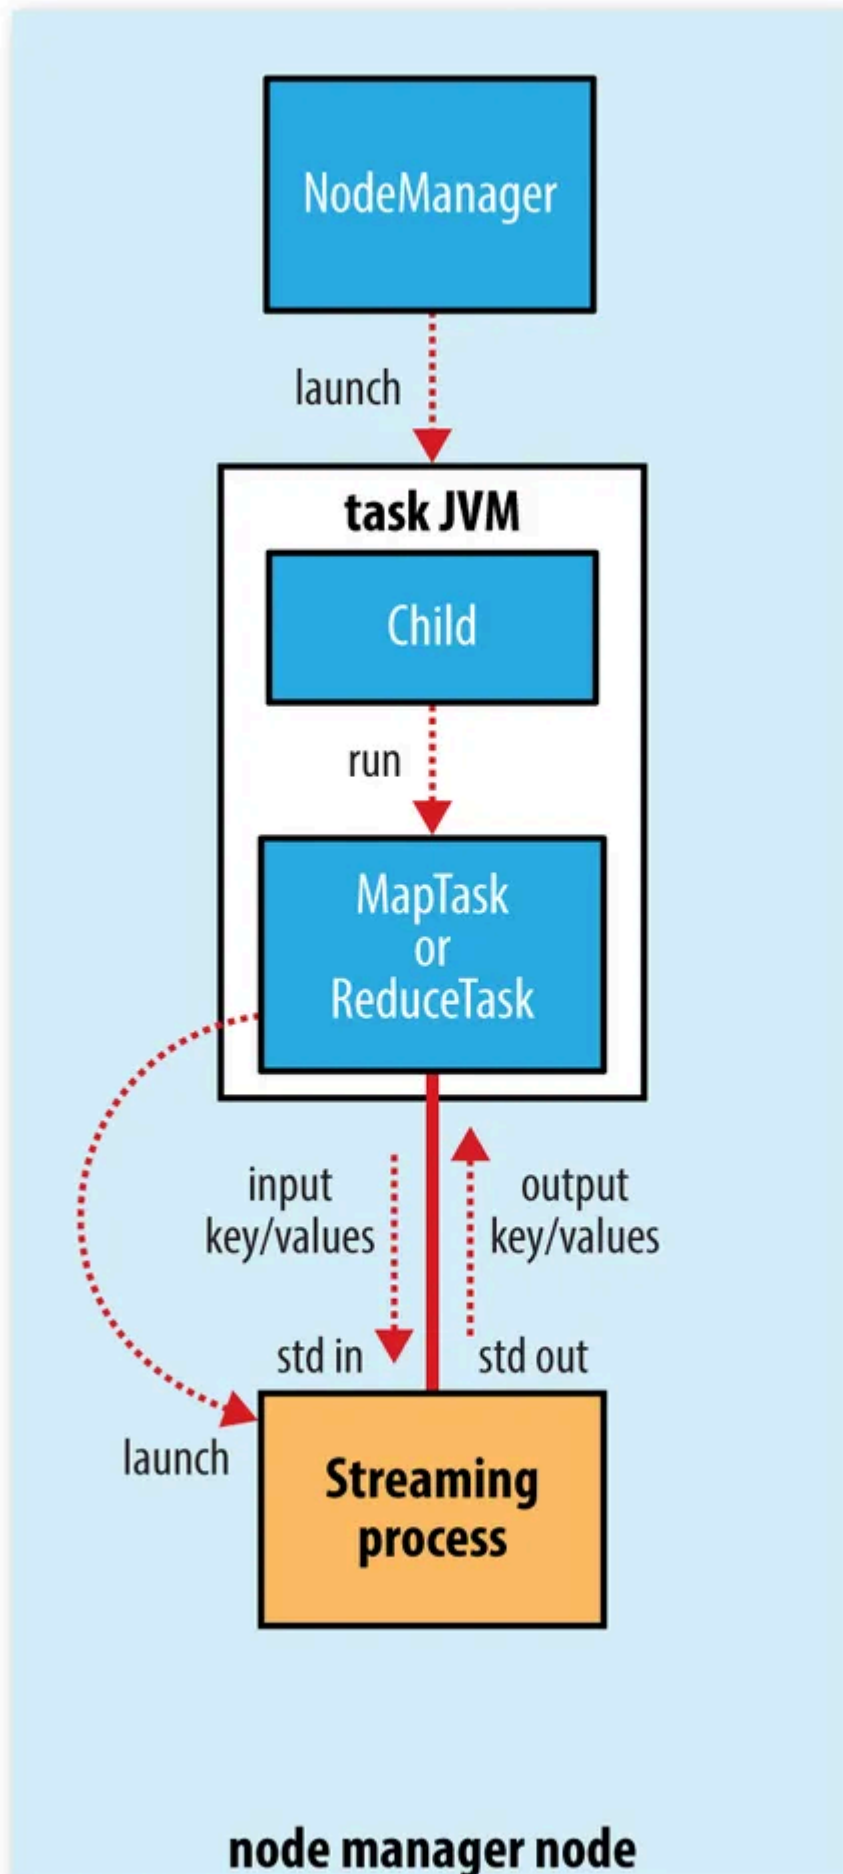 NodeManager
launch
task JVM
Child
run
MapTask
or
ReduceTask
input
key/values
output
key/values
std in
std out
launch
Streaming
process
node manager node